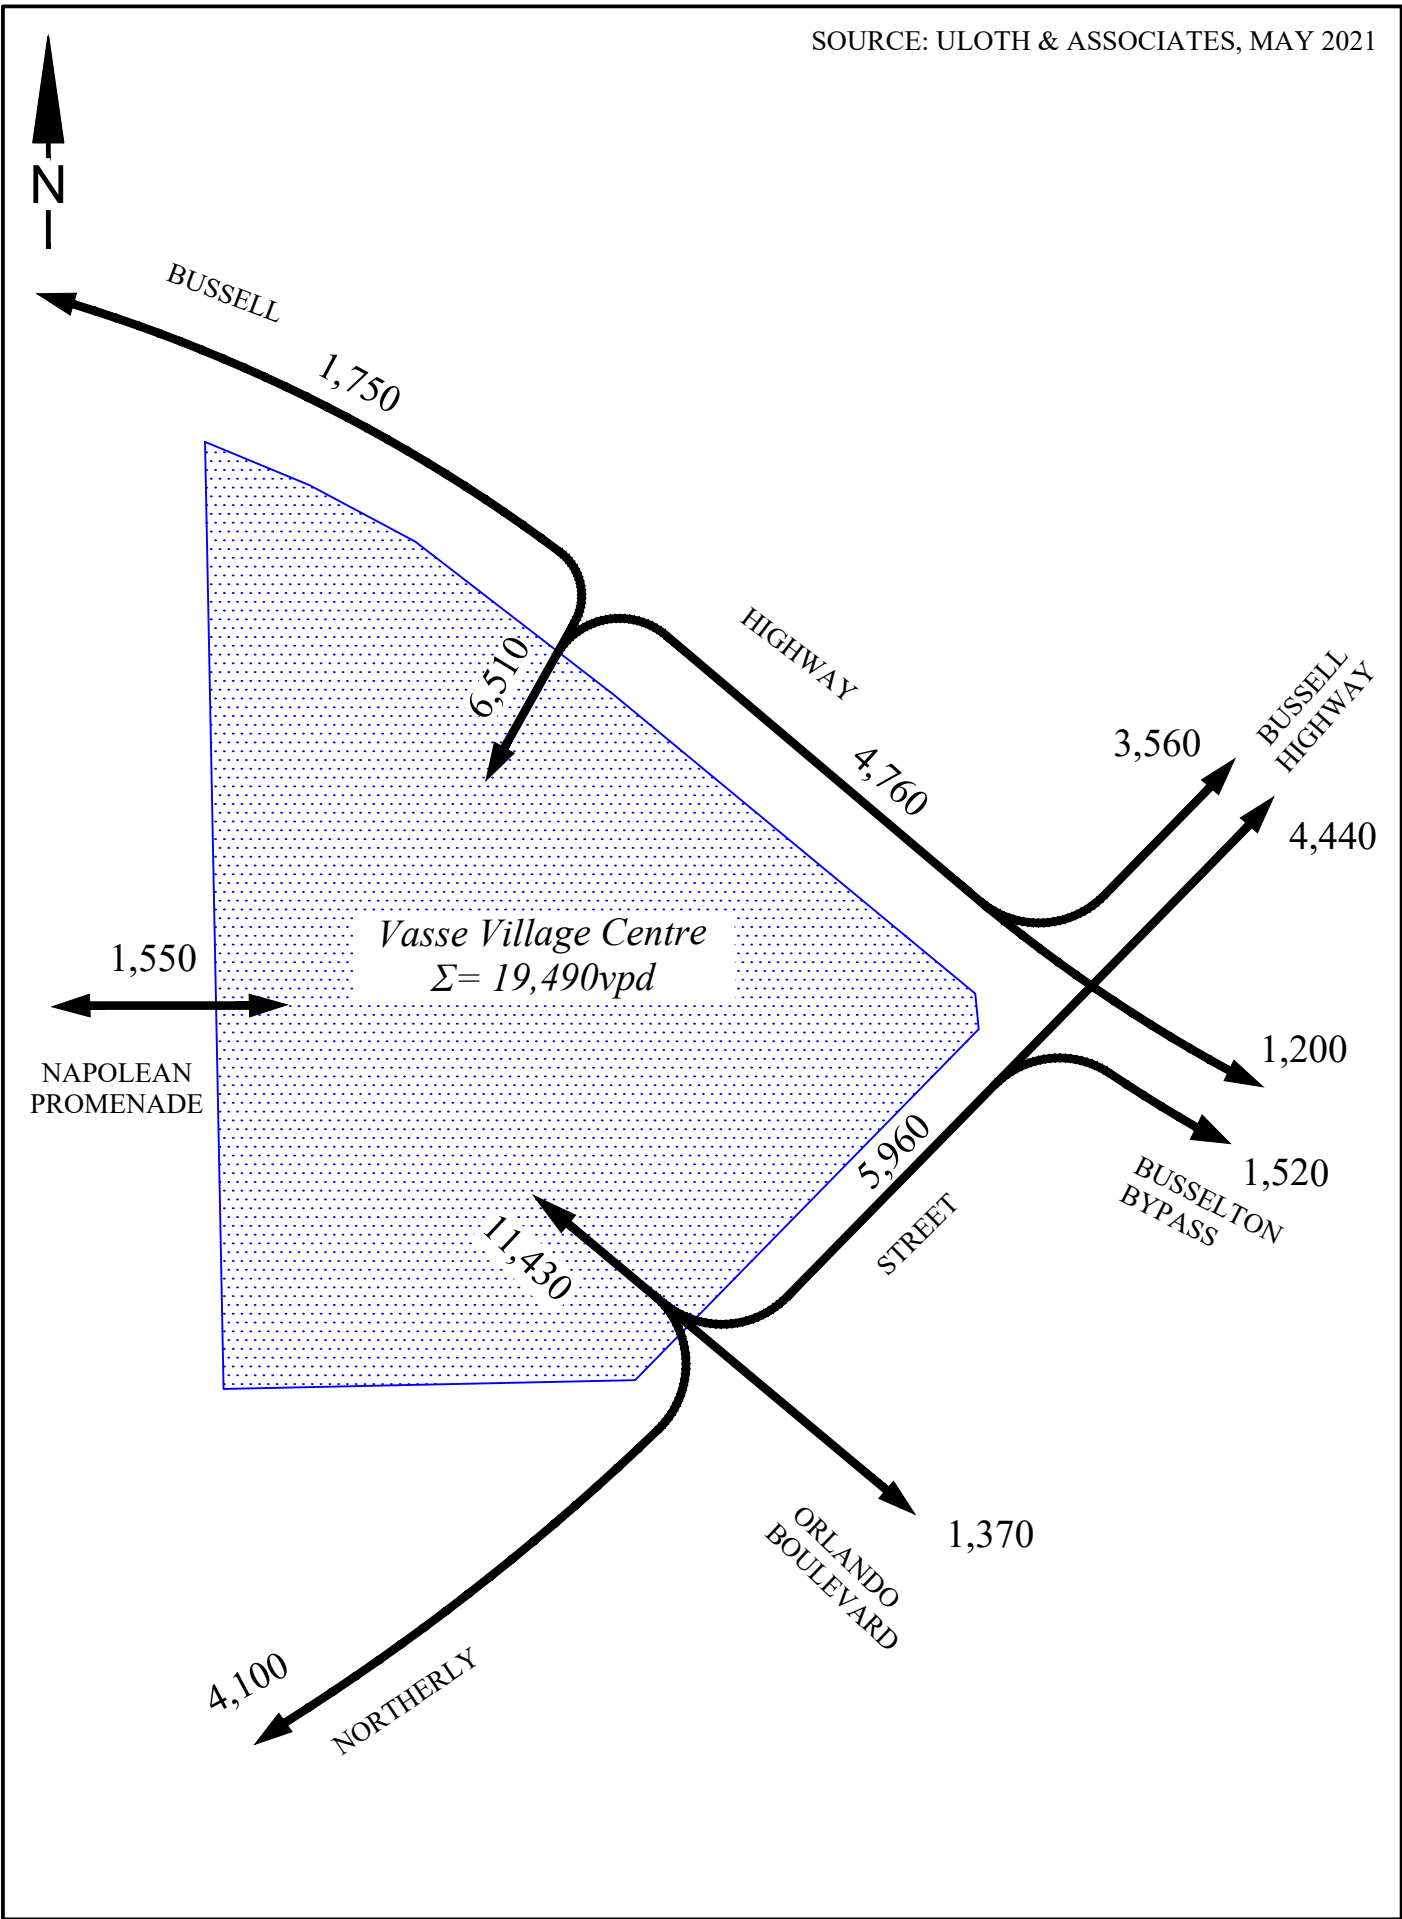 SOURCE: ULOTH & ASSOCIATES, MAY 2021
N
BUSSELL
1,750
HIGHWAY
6,510
BUSSELL
HIGHWAY
3,560
4,760
4,440
Vasse Village Centre
Σ= 19,490vpd
1,550
NAPOLEAN
PROMENADE
1,200
5,960
1,520
BUSSELTON
BYPASS
STREET
11,430
1,370
ORLANDO
BOULEVARD
4,100
NORTHERLY